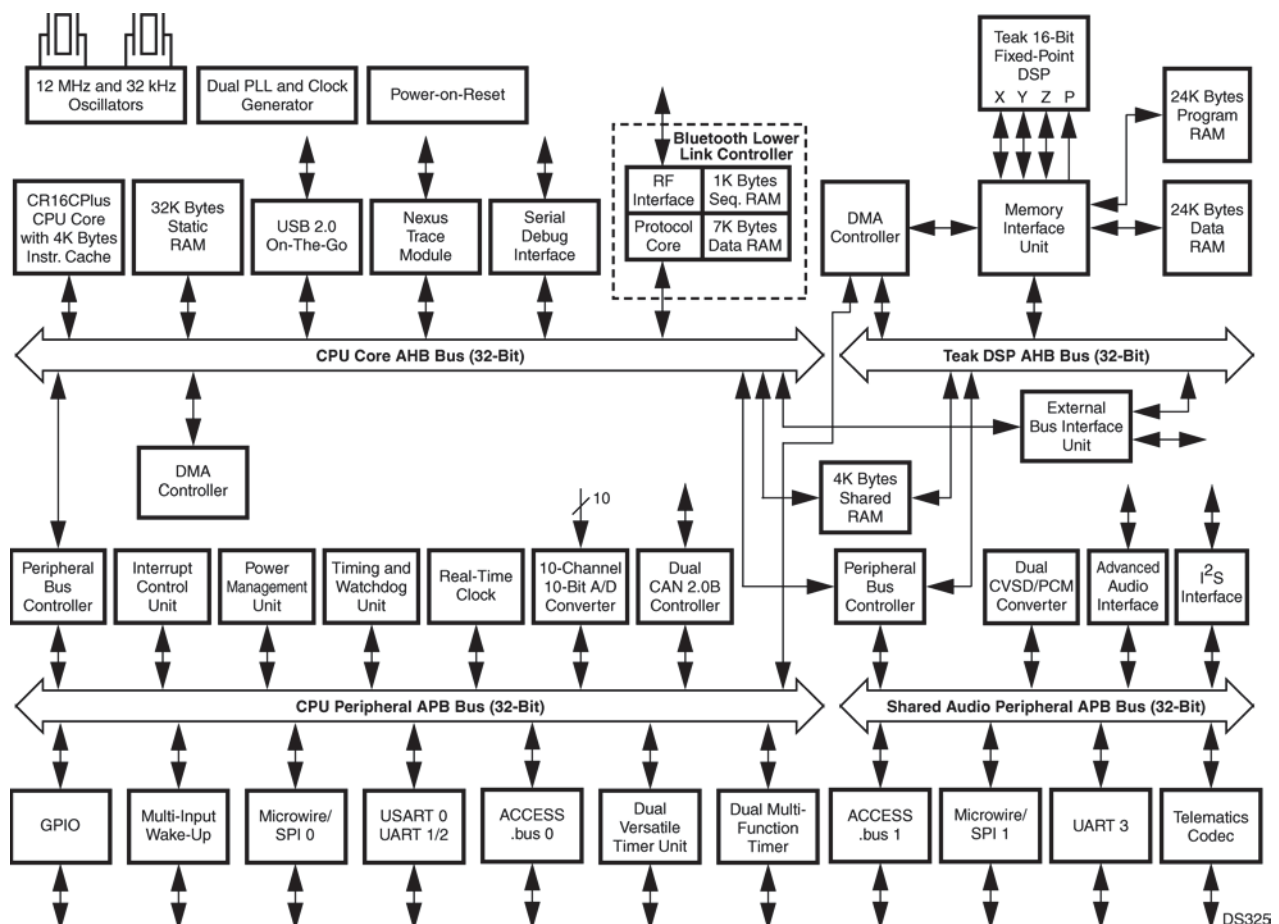 12 MHz and 32 kHz
Oscillators
Dual PLL and Clock
Generator
Power-on-Reset
Teak 16-Bit
Fixed-Point
DSP
X Y Z P
24K Bytes
Program
RAM
Bluetooth Lower
Link Controller
RF
Interface
1K Bytes
Seq. RAM
Protocol
Core
7K Bytes
Data RAM
CR16CPlus
CPU Core
with 4K Bytes
Instr. Cache
32K Bytes
Static
RAM
USB 2.0
On-The-Go
Nexus
Trace
Module
Serial
Debug
Interface
DMA
Controller
Memory
Interface
Unit
24K Bytes
Data
RAM
CPU Core AHB Bus (32-Bit)
Teak DSP AHB Bus (32-Bit)
External
Bus Interface
Unit
DMA
Controller
4K Bytes
Shared
RAM
10
Peripheral
Bus
Controller
Interrupt
Control
Unit
Power
Management
Unit
Timing and
Watchdog
Unit
Real-Time
Clock
10-Channel
10-Bit A/D
Converter
Dual
CAN 2.0B
Controller
Peripheral
Bus
Controller
Dual
CVSD/PCM
Converter
Advanced
Audio
Interface
I2S
Interface
CPU Peripheral APB Bus (32-Bit)
Shared Audio Peripheral APB Bus (32-Bit)
GPIO
Multi-Input
Wake-Up
Microwire/
SPI 0
USART 0
UART 1/2
ACCESS
.bus 0
Dual
Versatile
Timer Unit
Dual Multi-
Function
Timer
ACCESS
.bus 1
Microwire/
SPI 1
UART 3
Telematics
Codec
DS325